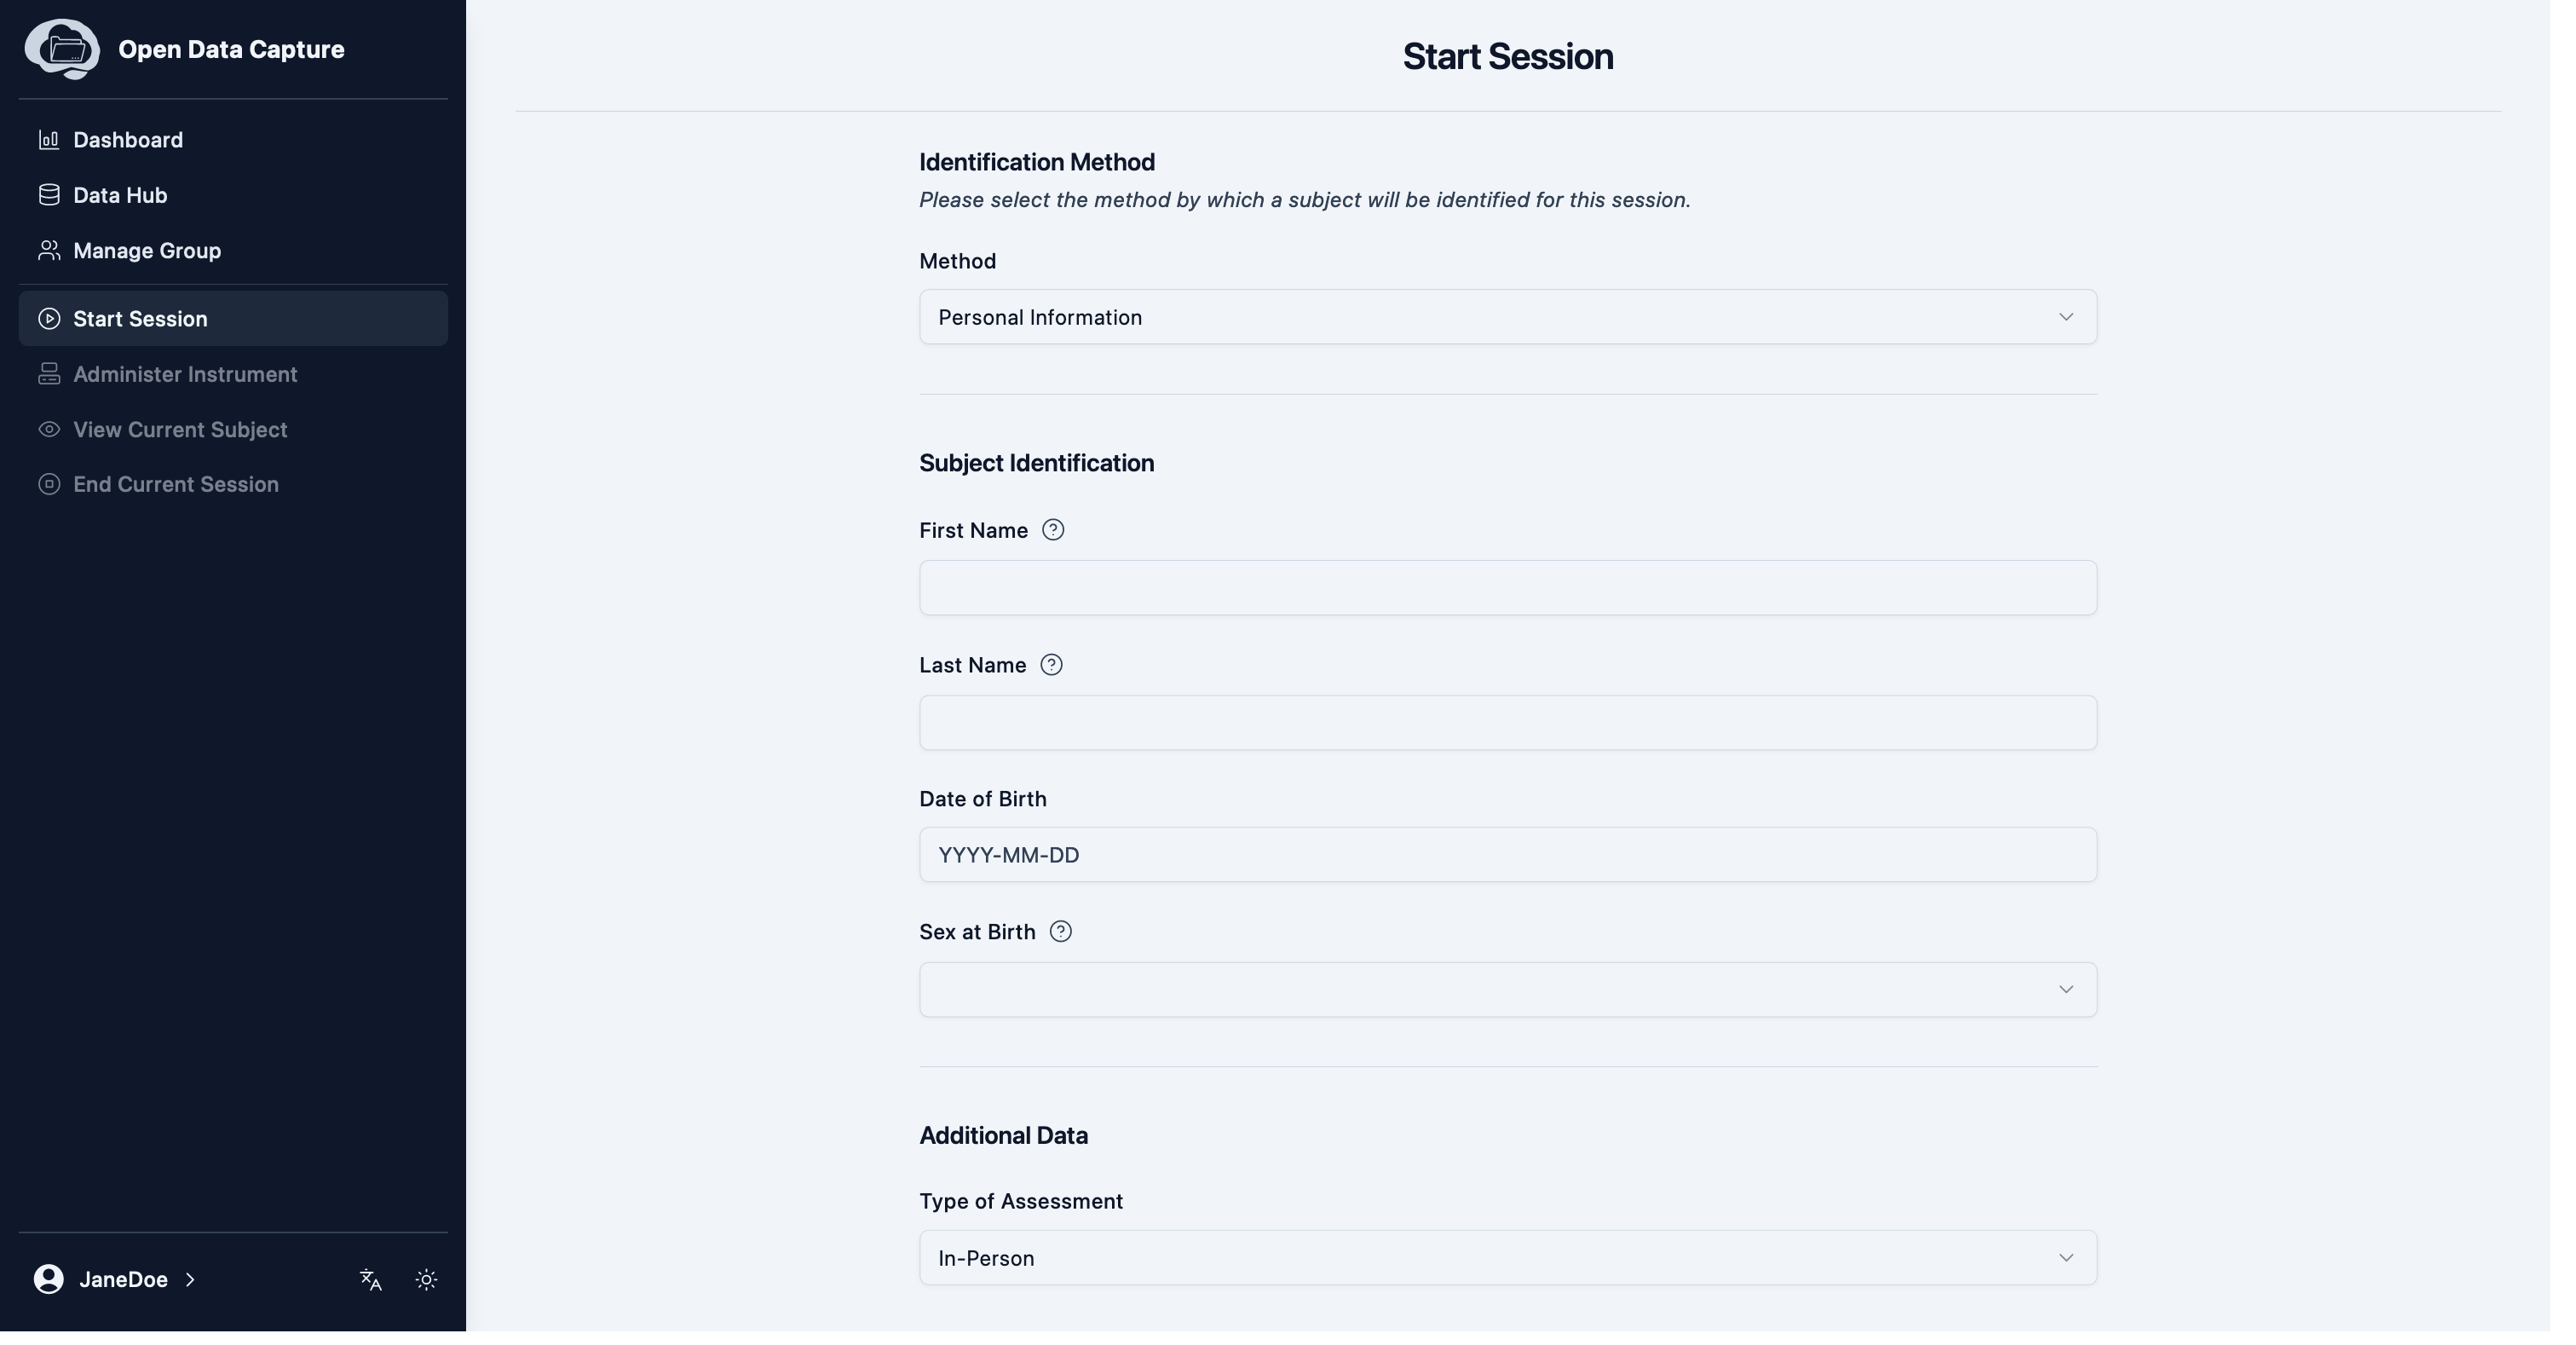 Open Data Capture
Dashboard
Data Hub
Manage Group
Start Session
Administer Instrument
View Current Subject
End Current Session
JaneDoe
Start Session
Identification Method
Please select the method by which a subject will be identified for this session.
Method
Personal Information
Subject Identification
First Name
Last Name
Date of Birth
YYYY-MM-DD
Sex at Birth
Additional Data
Type of Assessment
In-Person